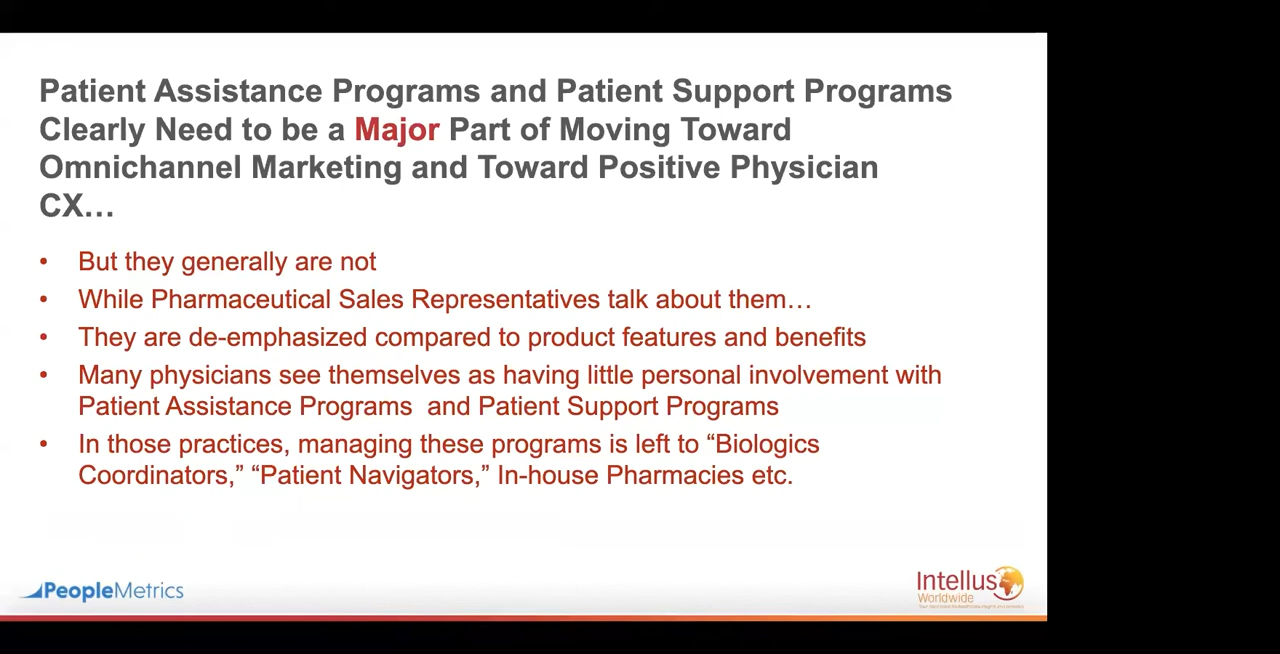 Patient Assistance Programs and Patient Support Programs
Clearly Need to be a Major Part of Moving Toward
Omnichannel Marketing and Toward Positive Physician
CX…
• But they generally are not
• While Pharmaceutical Sales Representatives talk about them…
• They are de-emphasized compared to product features and benefits
• Many physicians see themselves as having little personal involvement with
Patient Assistance Programs and Patient Support Programs
• In those practices, managing these programs is left to “Biologics
Coordinators,” “Patient Navigators,” In-house Pharmacies etc.
PeopleMetrics
Intellus
Worldwide